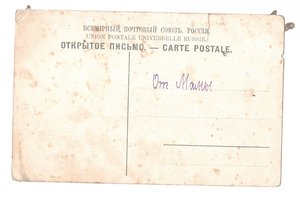 ВСЕМІРНЫЙ ПОЧТОВЫЙ СОЮЗЪ. РОССІЯ.
UNION POSTALE UNIVERSELLE RUSSIE.
ОТКРЫТОЕ ПИСЬМО. — CARTE POSTALE.
От Мамы